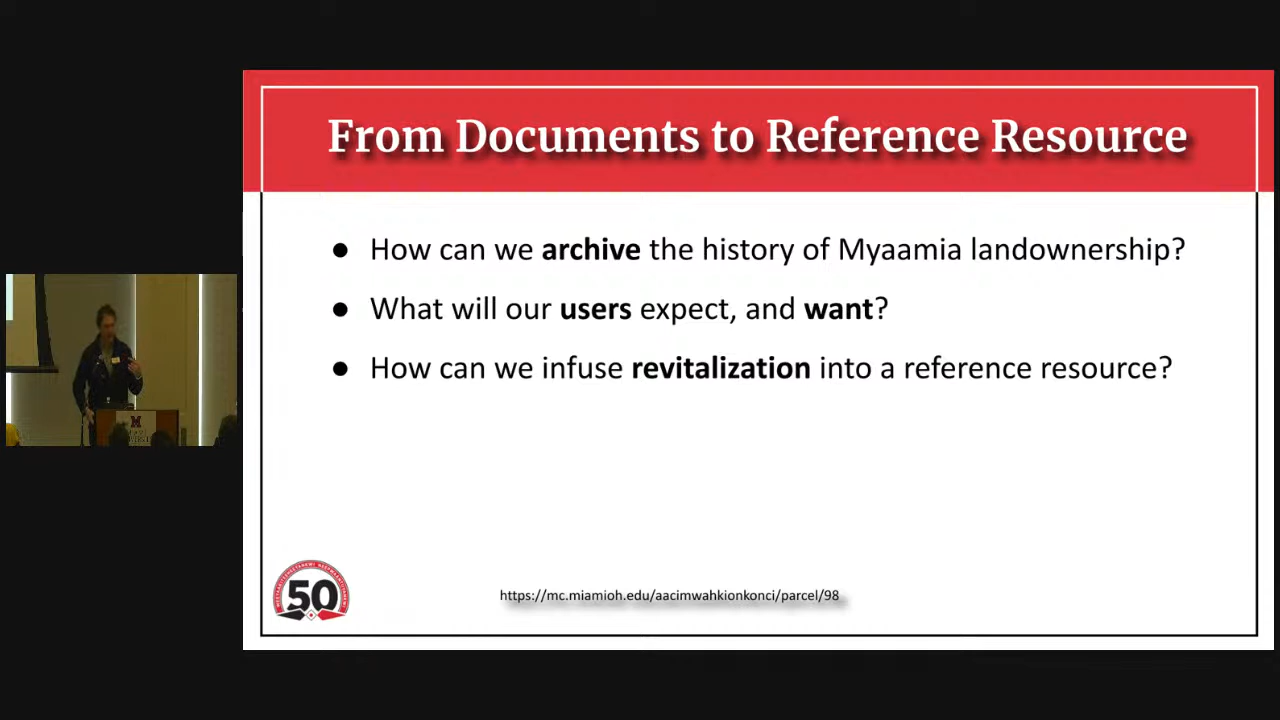 From Documents to Reference Resource
● How can we archive the history of Myaamia landownership?
● What will our users expect, and want?
● How can we infuse revitalization into a reference resource?
50
https://mc.miamioh.edu/aacimwahkionkonci/parcel/98
M